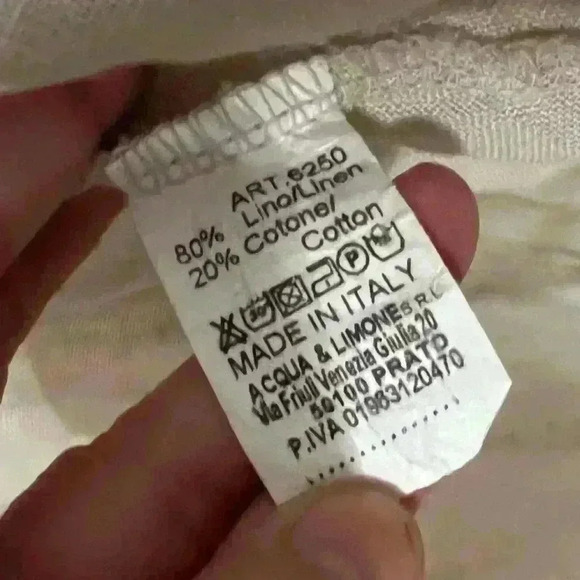 ART.6250
80% Lino/Linen
20% Cotone/
Cotton
30°
P
MADE IN ITALY
ACQUA & LIMONE S.R.L.
Via Friuli Venezia Giulia 20
59100 PRATO
P.IVA 01983120470